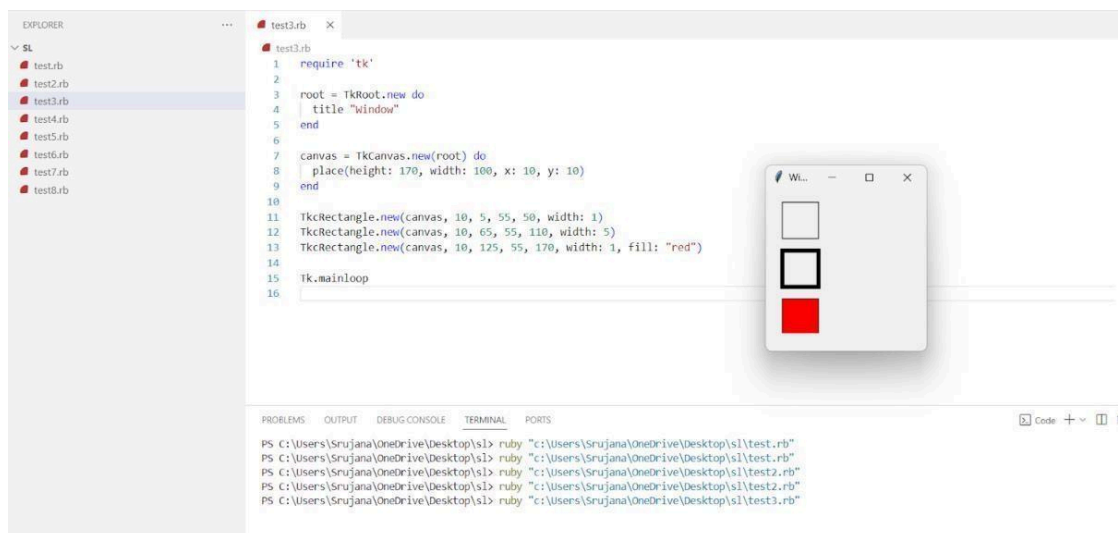 EXPLORER
SL
test.rb
test2.rb
test3.rb
test4.rb
test5.rb
test6.rb
test7.rb
test8.rb
test3.rb
test3.rb
1 require 'tk'
2
3 root = TkRoot.new do
4 title "Window"
5 end
6
7 canvas = TkCanvas.new(root) do
8 place(height: 170, width: 100, x: 10, y: 10)
9 end
10
11 TkcRectangle.new(canvas, 10, 5, 55, 50, width: 1)
12 TkcRectangle.new(canvas, 10, 65, 55, 110, width: 5)
13 TkcRectangle.new(canvas, 10, 125, 55, 170, width: 1, fill: "red")
14
15 Tk.mainloop
16
Wi...
PROBLEMS OUTPUT DEBUG CONSOLE TERMINAL PORTS
Code
PS C:\Users\Srujana\OneDrive\Desktop\sl> ruby "c:\Users\Srujana\OneDrive\Desktop\sl\test.rb"
PS C:\Users\Srujana\OneDrive\Desktop\sl> ruby "c:\Users\Srujana\OneDrive\Desktop\sl\test.rb"
PS C:\Users\Srujana\OneDrive\Desktop\sl> ruby "c:\Users\Srujana\OneDrive\Desktop\sl\test2.rb"
PS C:\Users\Srujana\OneDrive\Desktop\sl> ruby "c:\Users\Srujana\OneDrive\Desktop\sl\test2.rb"
PS C:\Users\Srujana\OneDrive\Desktop\sl> ruby "c:\Users\Srujana\OneDrive\Desktop\sl\test3.rb"